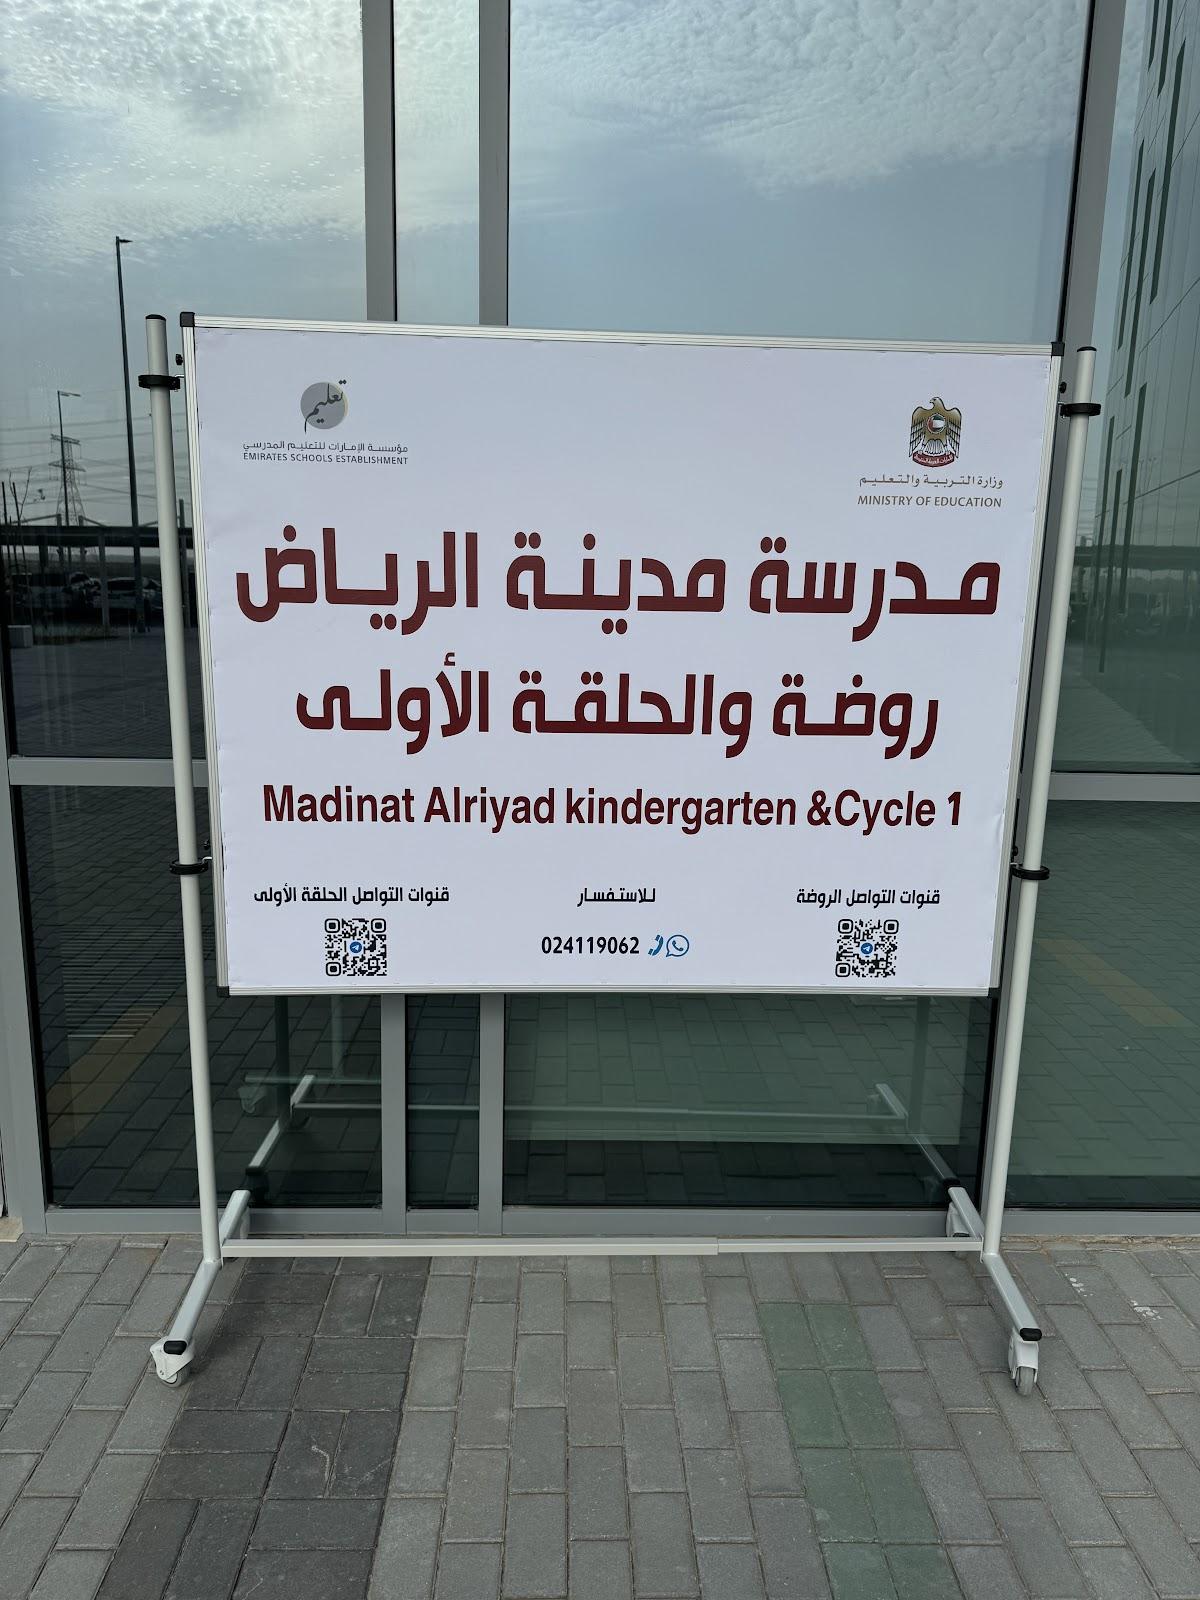 تعليم
مؤسسة الإمارات للتعليم المدرسي
EMIRATES SCHOOLS ESTABLISHMENT
وزارة التربية والتعليم
MINISTRY OF EDUCATION
مدرسة مدينة الرياض
روضة والحلقة الأولى
Madinat Alriyad kindergarten &Cycle 1
قنوات التواصل الروضة
للاستفسار
024119062
قنوات التواصل الحلقة الأولى